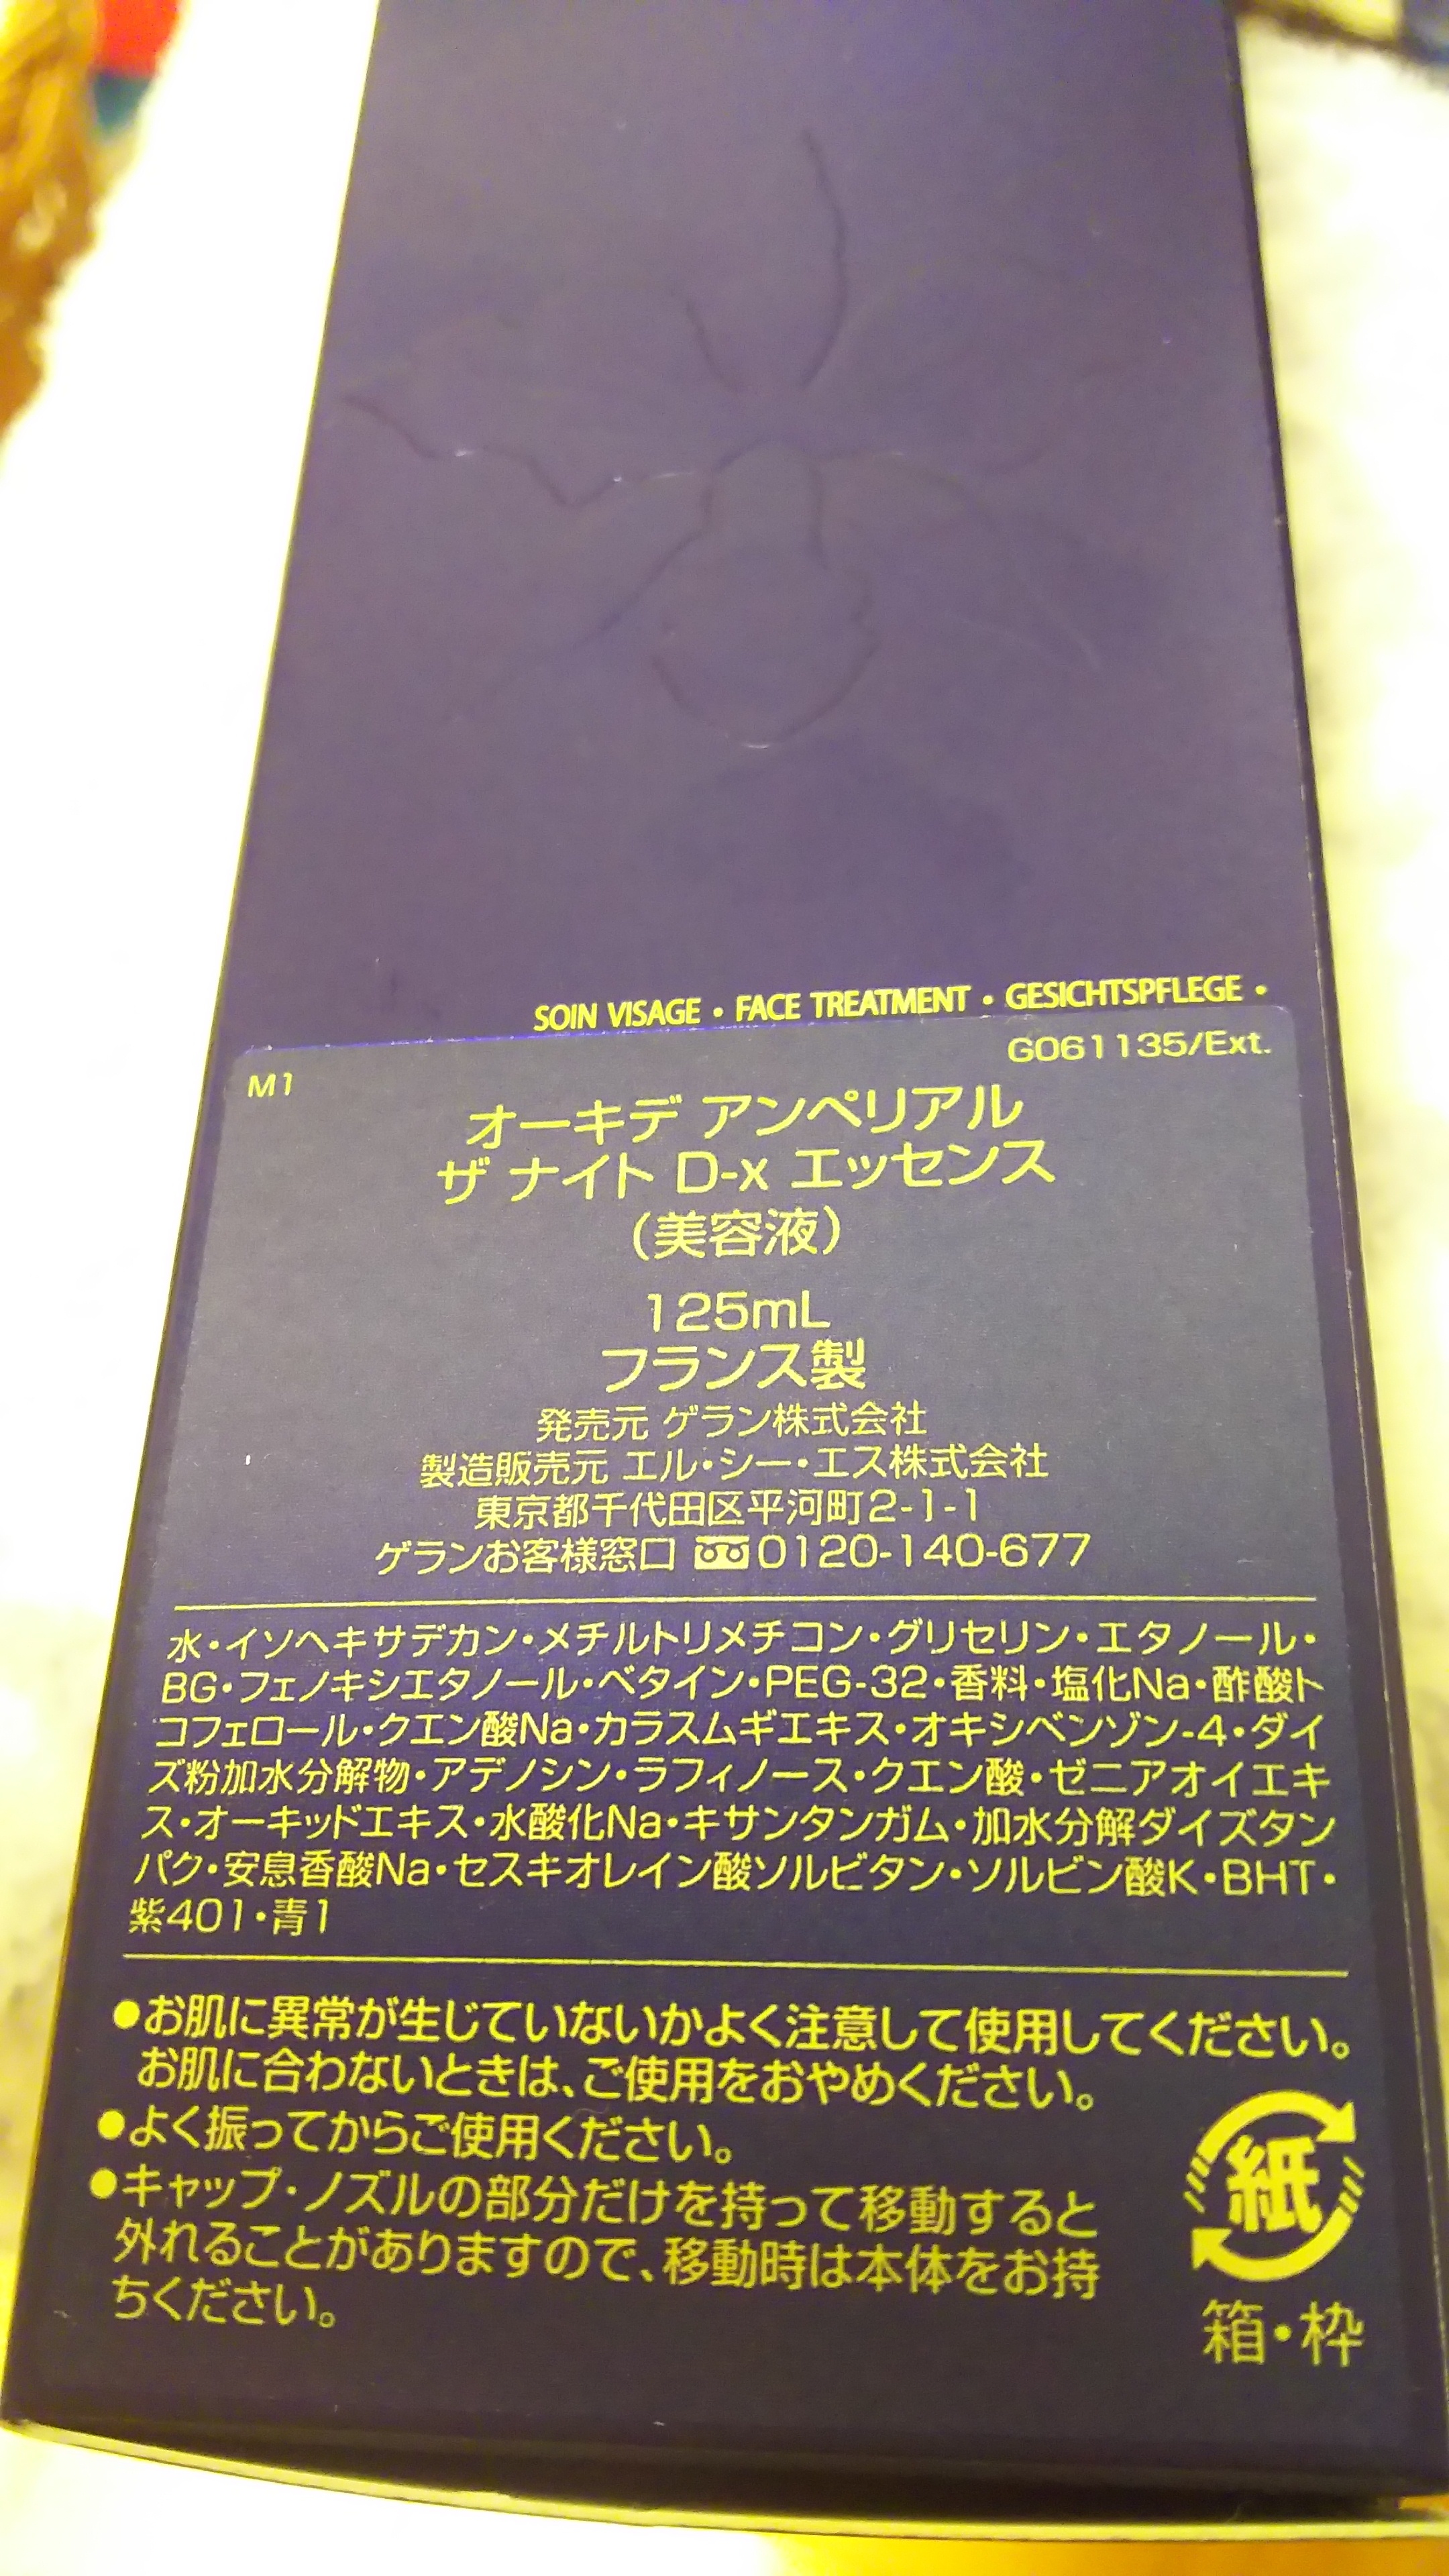 SOIN VISAGE • FACE TREATMENT • GESICHTSPFLEGE •
G061135/Ext.
M1
オーキデ アンペリアル
ザ ナイト D-x エッセンス
（美容液）
125mL
フランス製
発売元 ゲラン株式会社
製造販売元 エル・シー・エス株式会社
東京都千代田区平河町2-1-1
ゲランお客様窓口 0120-140-677
水・イソヘキサデカン・メチルトリメチコン・グリセリン・エタノール・
BG・フェノキシエタノール・ベタイン・PEG-32・香料・塩化Na・酢酸ト
コフェロール・クエン酸Na・カラスムギエキス・オキシベンゾン-4・ダイ
ズ粉加水分解物・アデノシン・ラフィノース・クエン酸・ゼニアオイエキ
ス・オーキッドエキス・水酸化Na・キサンタンガム・加水分解ダイズタン
パク・安息香酸Na・セスキオレイン酸ソルビタン・ソルビン酸K・BHT・
紫401・青1
●お肌に異常が生じていないかよく注意して使用してください。
お肌に合わないときは、ご使用をおやめください。
●よく振ってからご使用ください。
●キャップ・ノズルの部分だけを持って移動すると
外れることがありますので、移動時は本体をお持
ちください。
紙
箱・枠